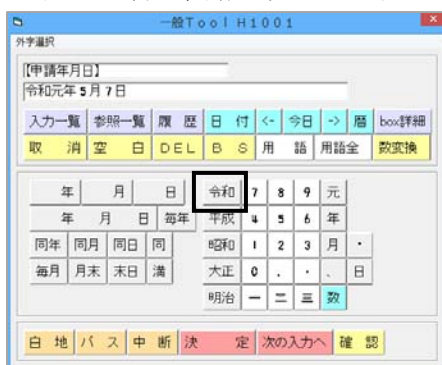 一般Tool H1001
外字選択
【申請年月日】
令和元年５月７日
入力一覧 参照一覧 履歴 日付 <- 今日 -> 暦 box詳細
取消 空白 DEL BS 用語 用語全 数変換
年 月 日 令和 7 8 9 元
年 月 日 毎年 平成 4 5 6 年
同年 同月 同日 同 昭和 1 2 3 月 ・
毎月 月末 末日 満 大正 0 . ・ 、 日
明治 一 二 三 数
白地 パス 中断 決定 次の入力へ 確認